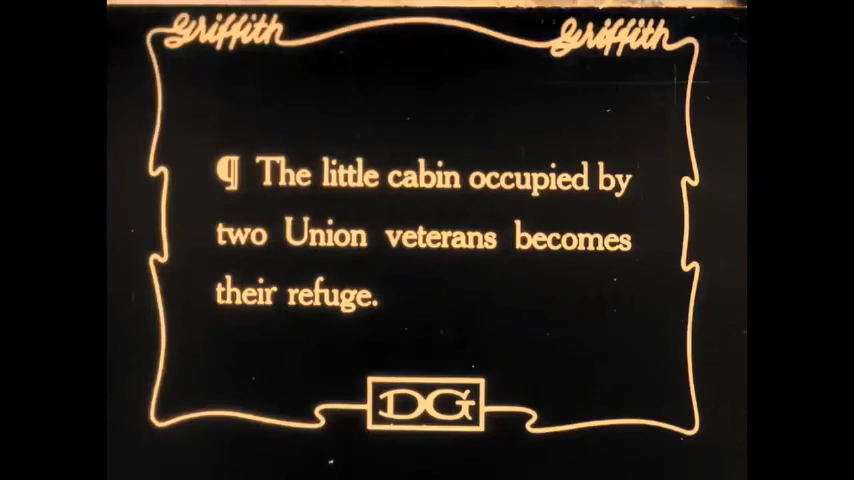 Griffith Griffith
¶ The little cabin occupied by
two Union veterans becomes
their refuge.
DG